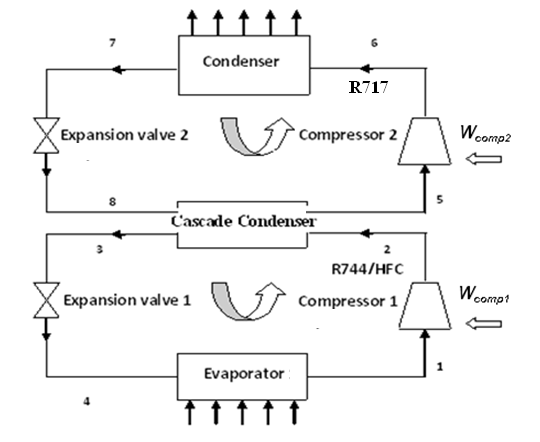 7
6
Condenser
R717
Expansion valve 2
Compressor 2
Wcomp2
8
5
Cascade Condenser
3
2
R744/HFC
Expansion valve 1
Compressor 1
Wcomp1
Evaporator
1
4